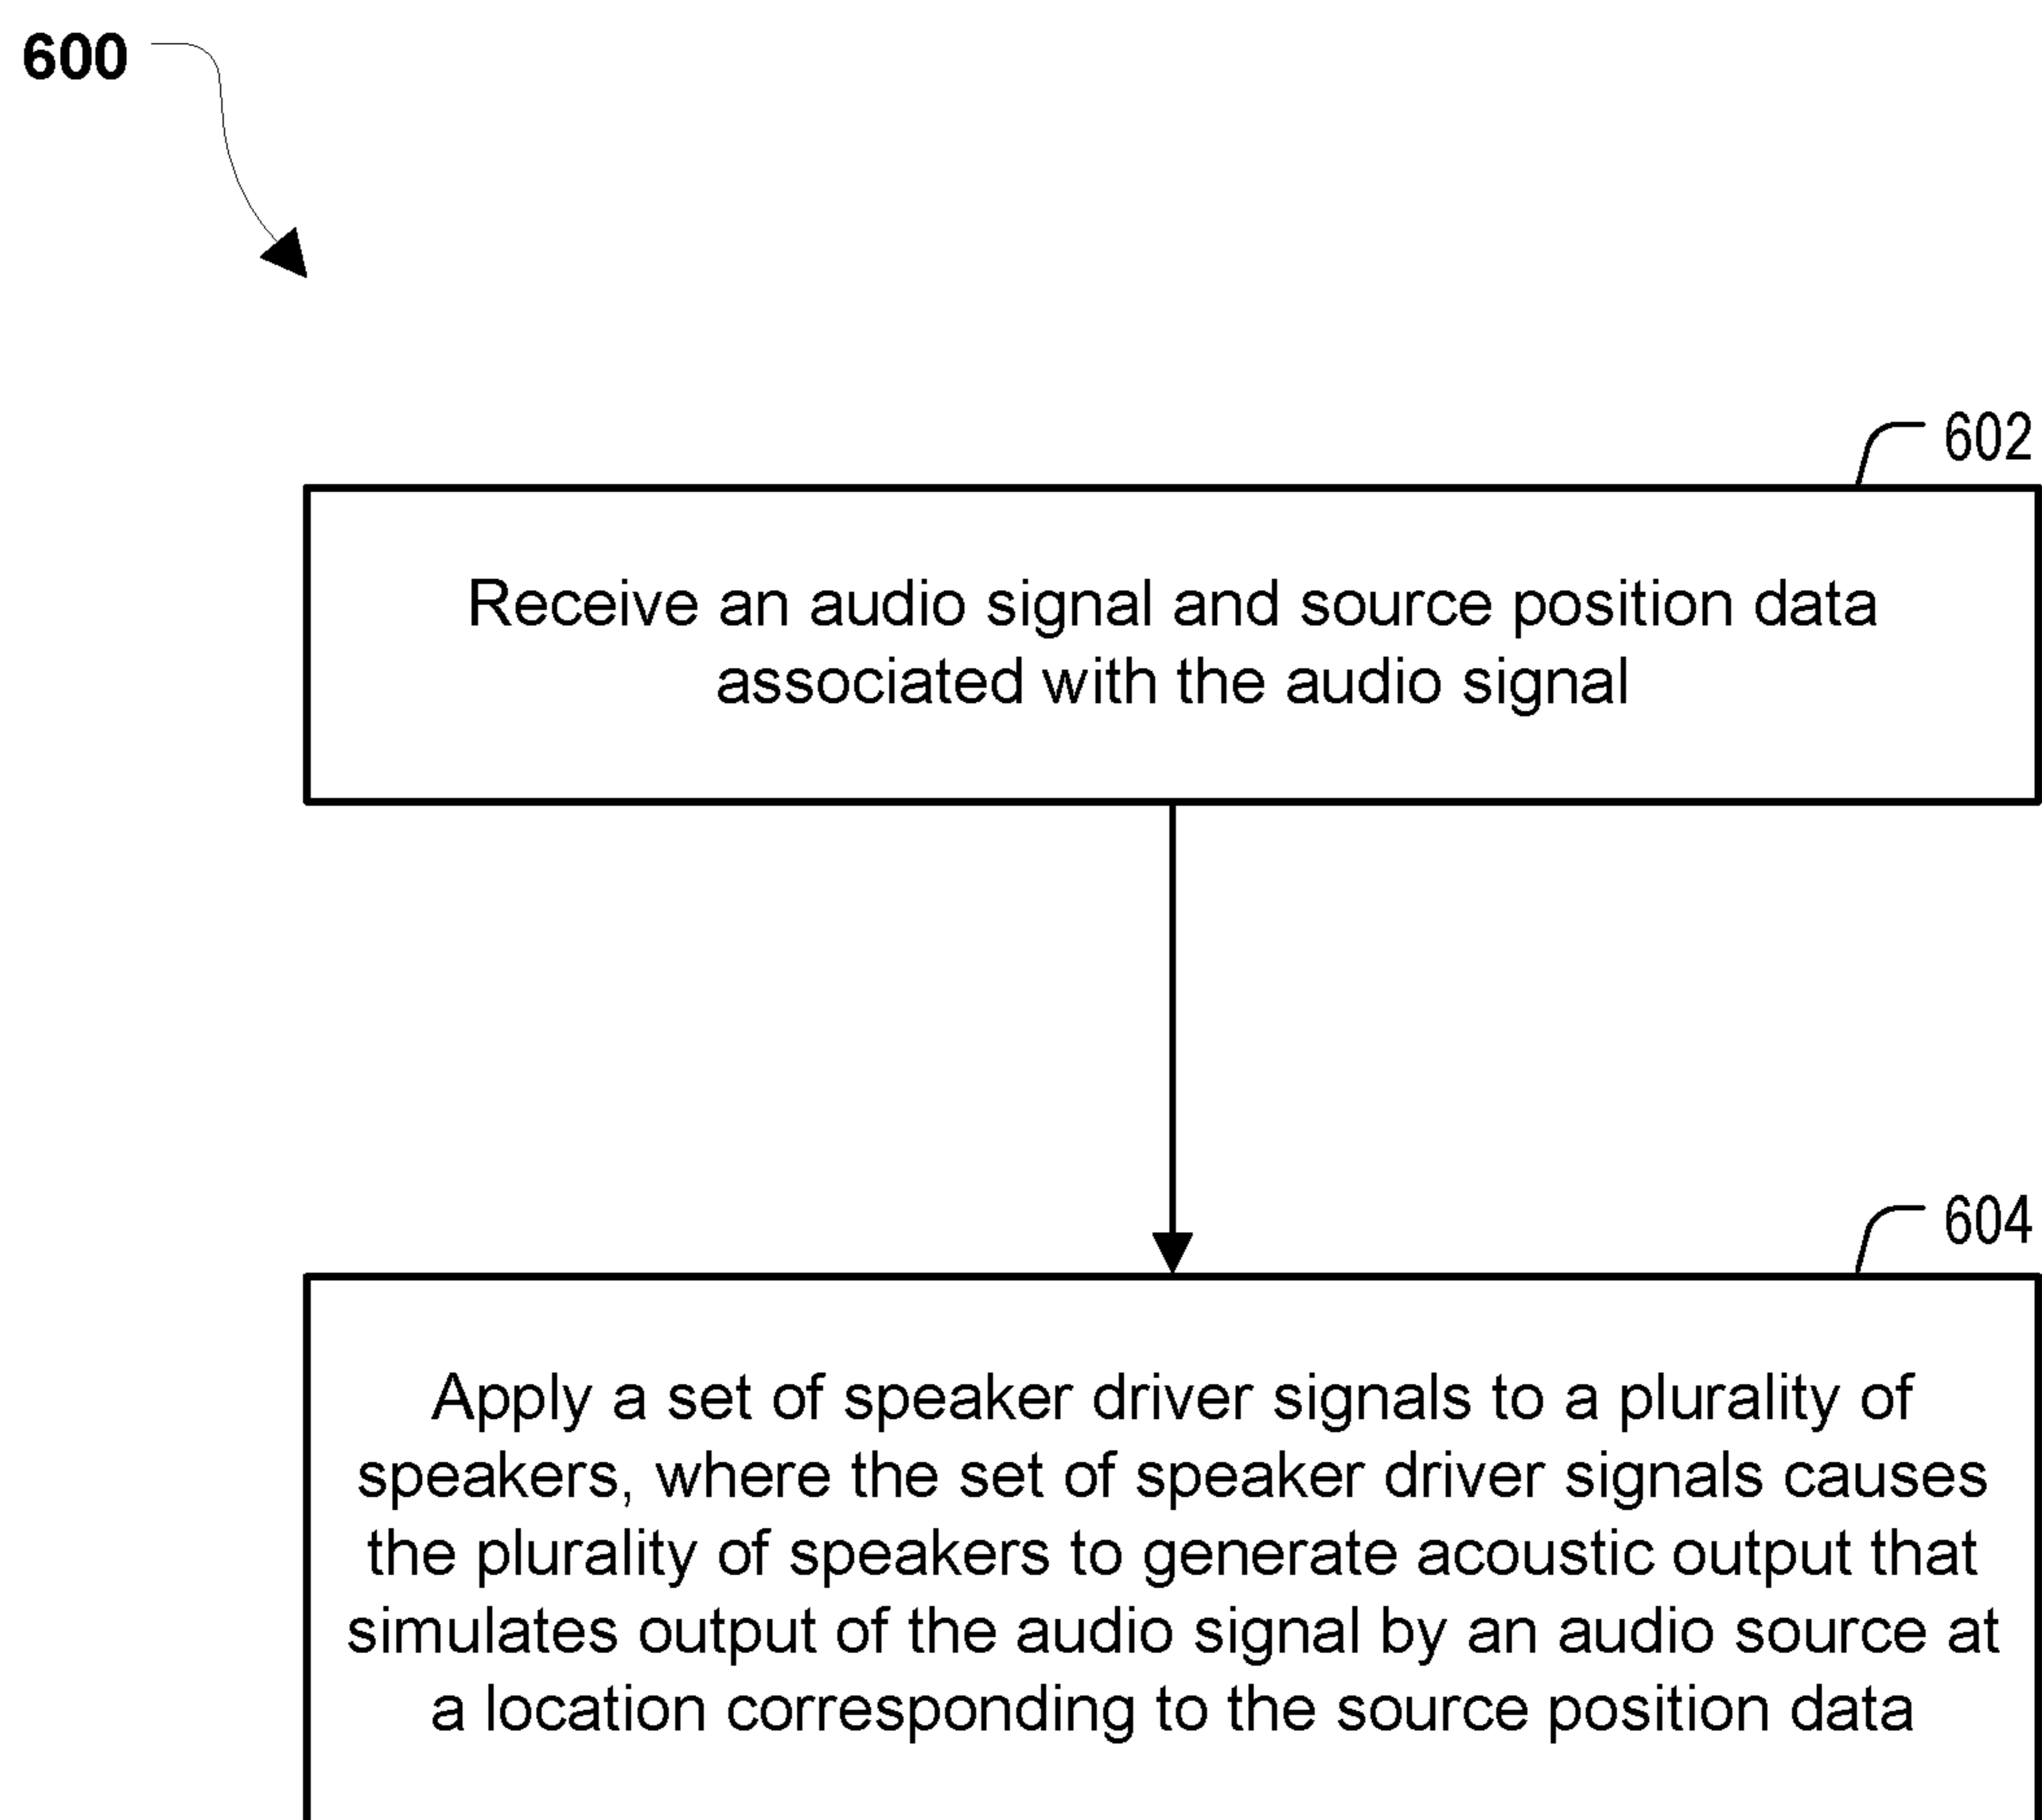 600
602
Receive an audio signal and source position data
associated with the audio signal
604
Apply a set of speaker driver signals to a plurality of
speakers, where the set of speaker driver signals causes
the plurality of speakers to generate acoustic output that
simulates output of the audio signal by an audio source at
a location corresponding to the source position data